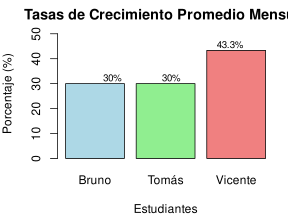 Tasas de Crecimiento Promedio
Porcentaje (%)
50
40
30
20
10
0
30%
30%
43.3%
Bruno
Tomás
Vicente
Estudiantes